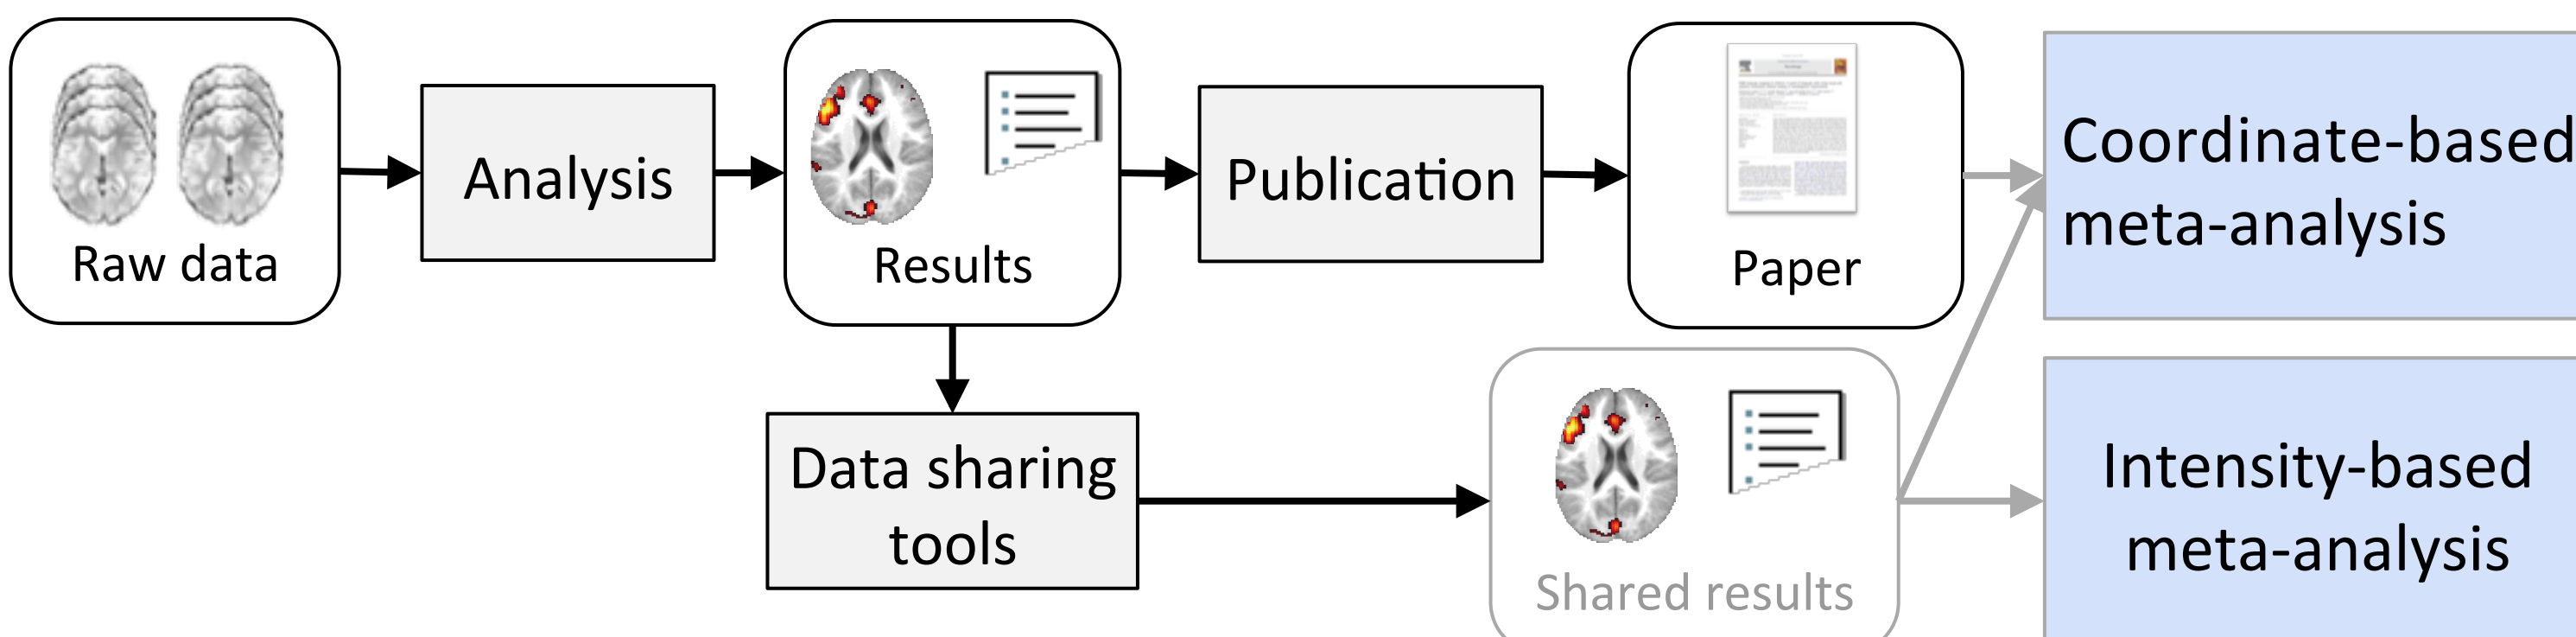 Raw data
Analysis
Results
Publication
Paper
Coordinate-based
meta-analysis
Data sharing
tools
Shared results
Intensity-based
meta-analysis